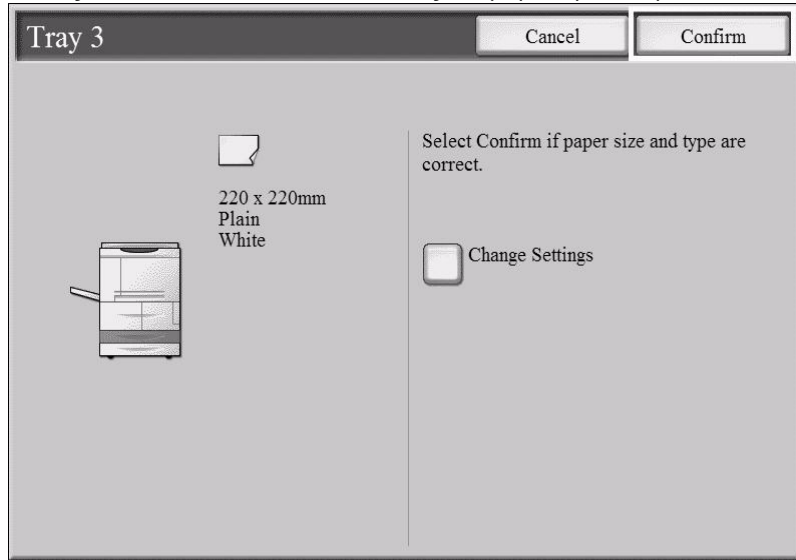 Tray 3
Cancel
Confirm
220 x 220mm
Plain
White
Select Confirm if paper size and type are
correct.
Change Settings